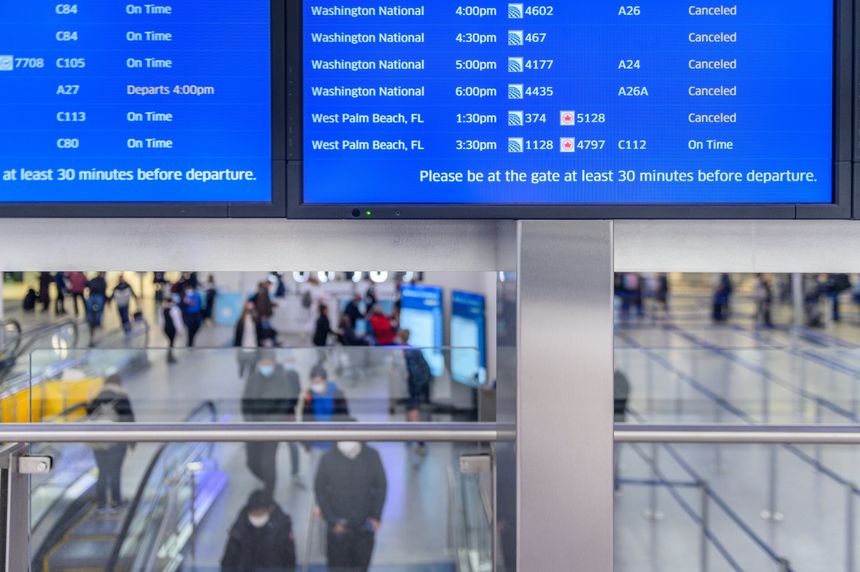 C84 On Time
C84 On Time
7708 C105 On Time
A27 Departs 4:00pm
C113 On Time
C80 On Time
at least 30 minutes before departure.
Washington National 4:00pm 4602 A26 Canceled
Washington National 4:30pm 467 Canceled
Washington National 5:00pm 4177 A24 Canceled
Washington National 6:00pm 4435 A26A Canceled
West Palm Beach, FL 1:30pm 374 5128 Canceled
West Palm Beach, FL 3:30pm 1128 4797 C112 On Time
Please be at the gate at least 30 minutes before departure.